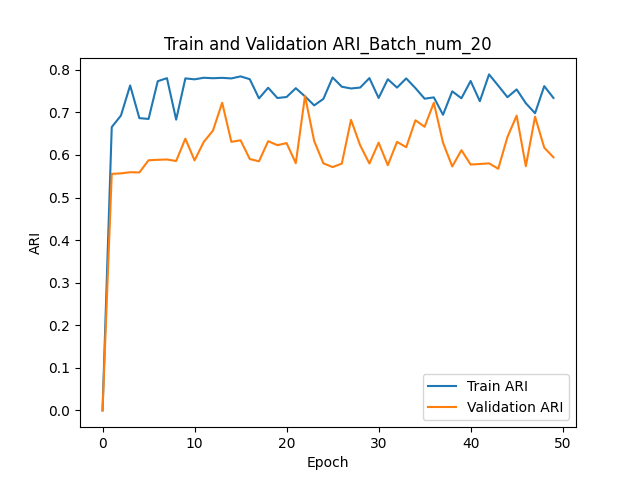 Train and Validation ARI_Batch_num_20
0.8
0.7
0.6
0.5
0.4
0.3
0.2
0.1
0.0
ARI
0 10 20 30 40 50
Epoch
Train ARI
Validation ARI